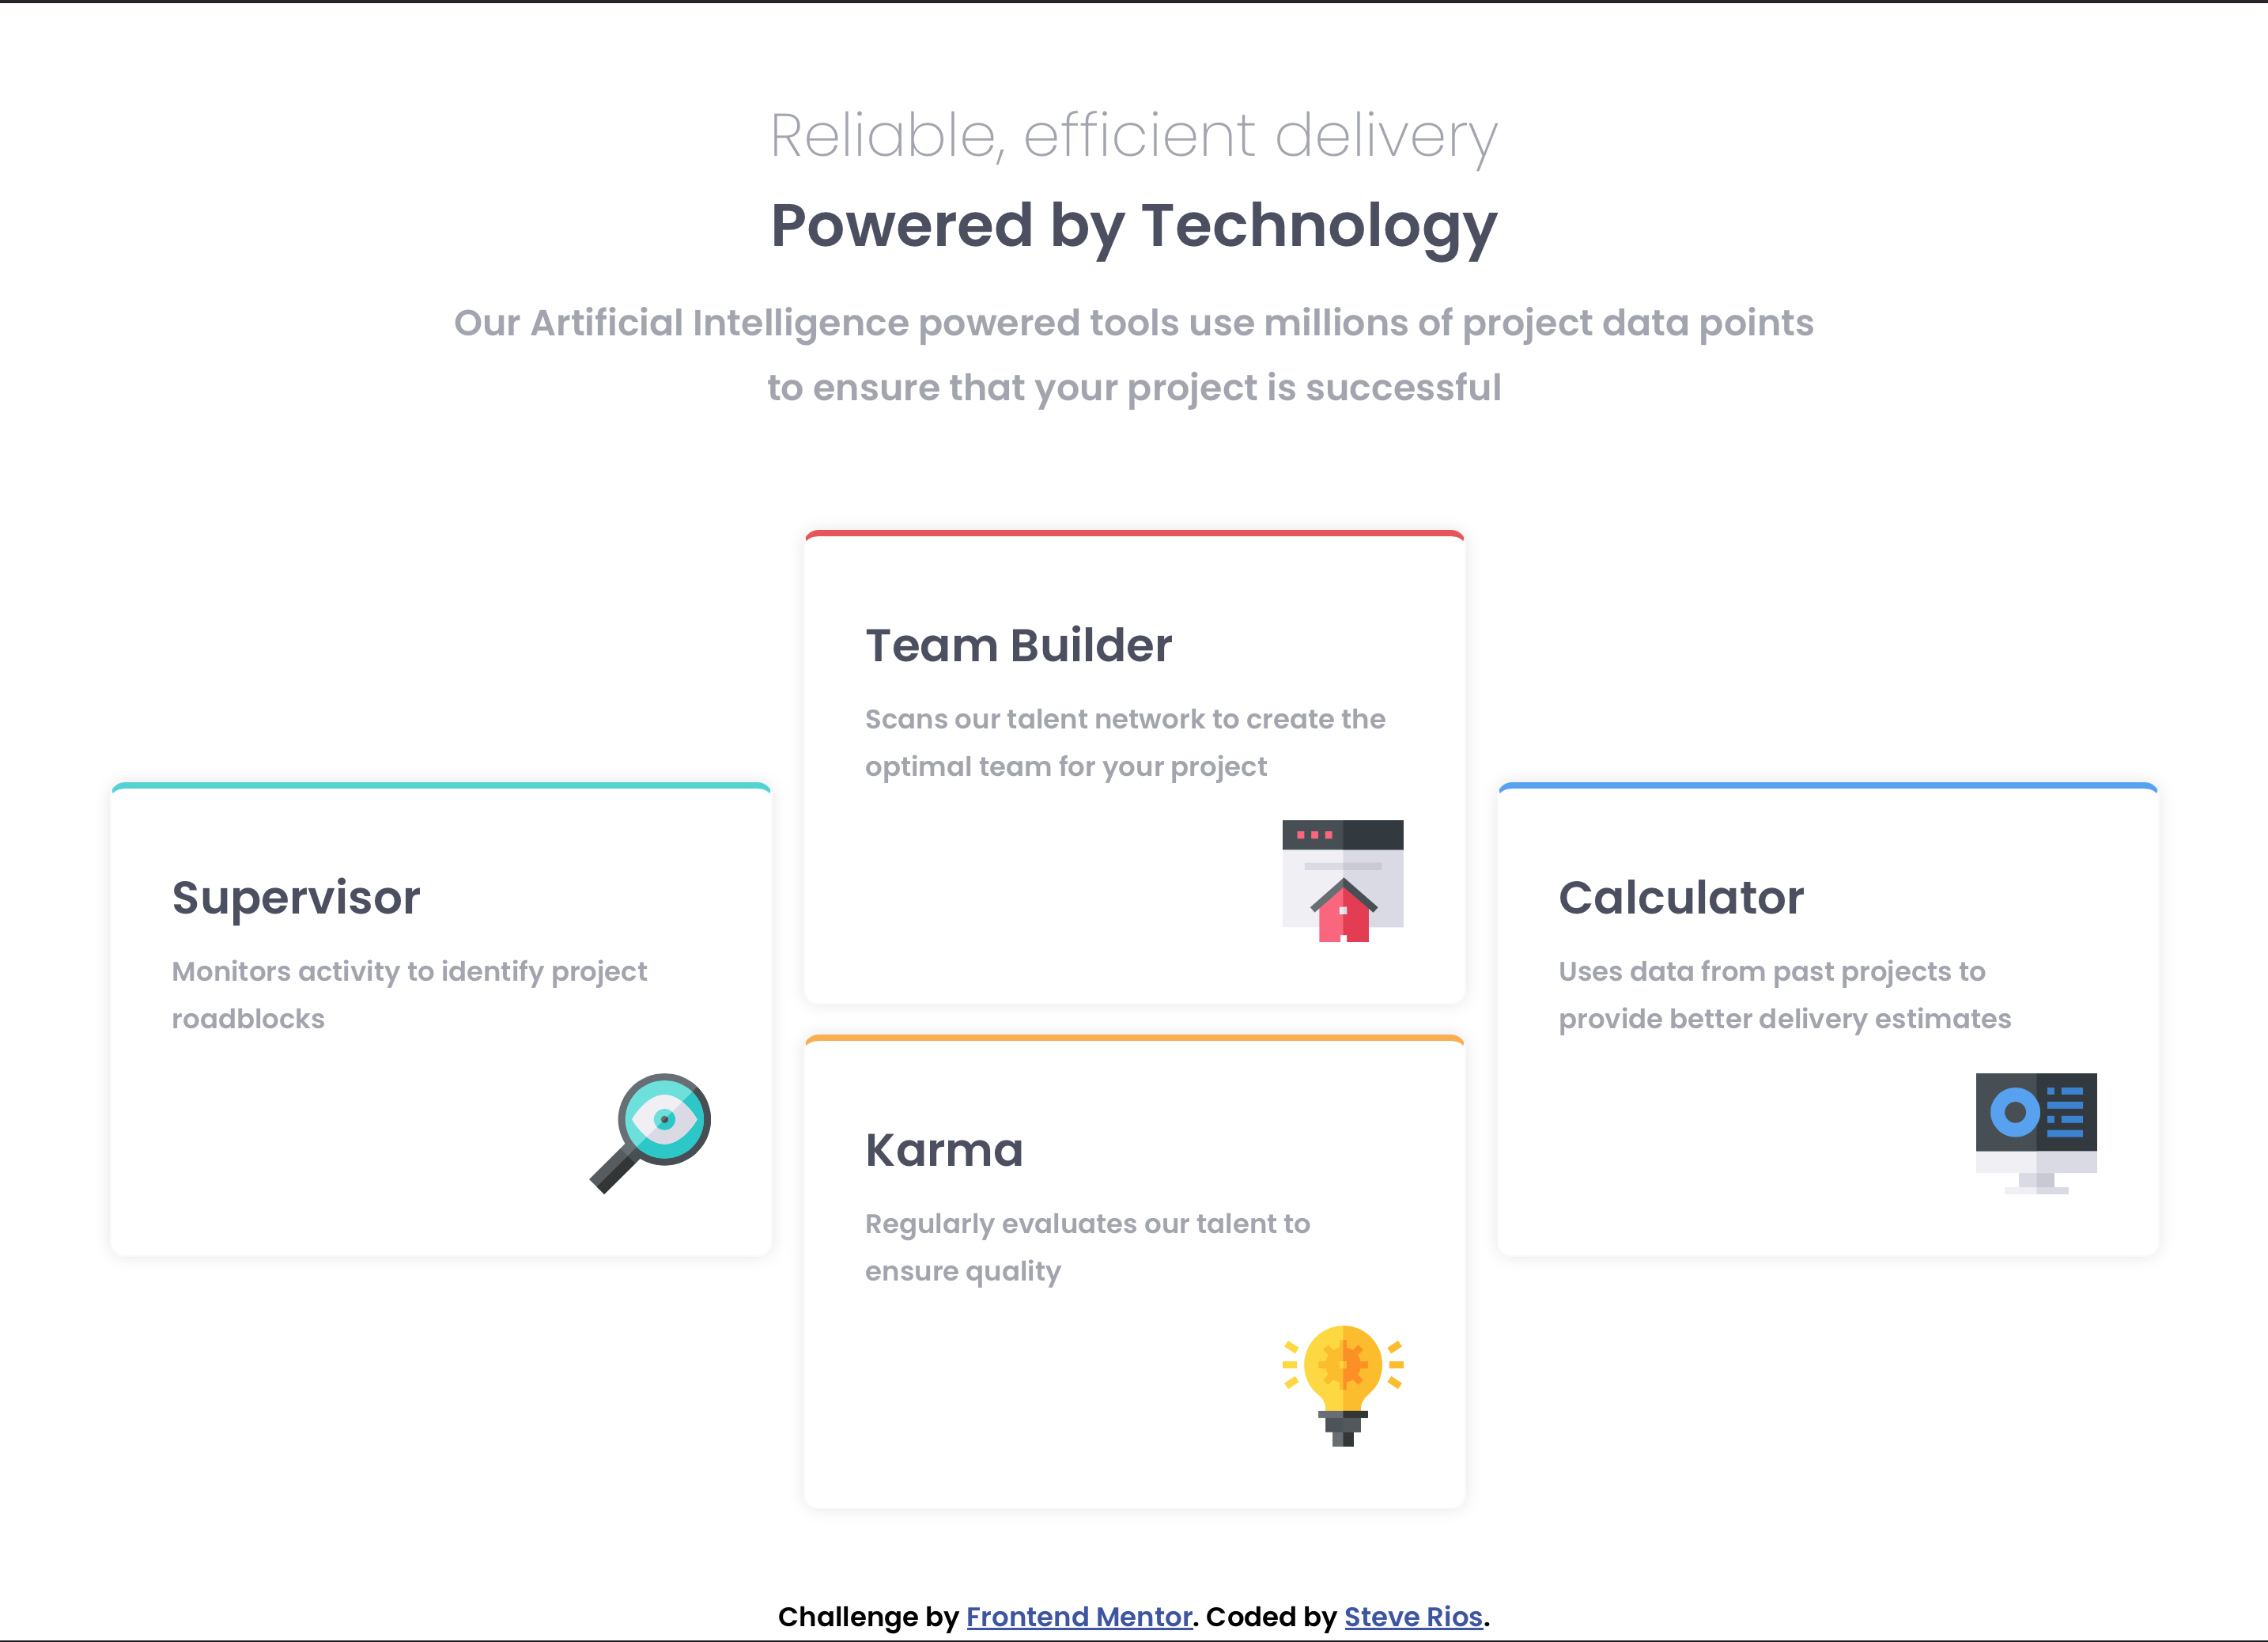 Reliable, efficient delivery
Powered by Technology
Our Artificial Intelligence powered tools use millions of project data points
to ensure that your project is successful
Team Builder
Scans our talent network to create the
optimal team for your project
Supervisor
Monitors activity to identify project
roadblocks
Calculator
Uses data from past projects to
provide better delivery estimates
Karma
Regularly evaluates our talent to
ensure quality
Challenge by Frontend Mentor. Coded by Steve Rios.